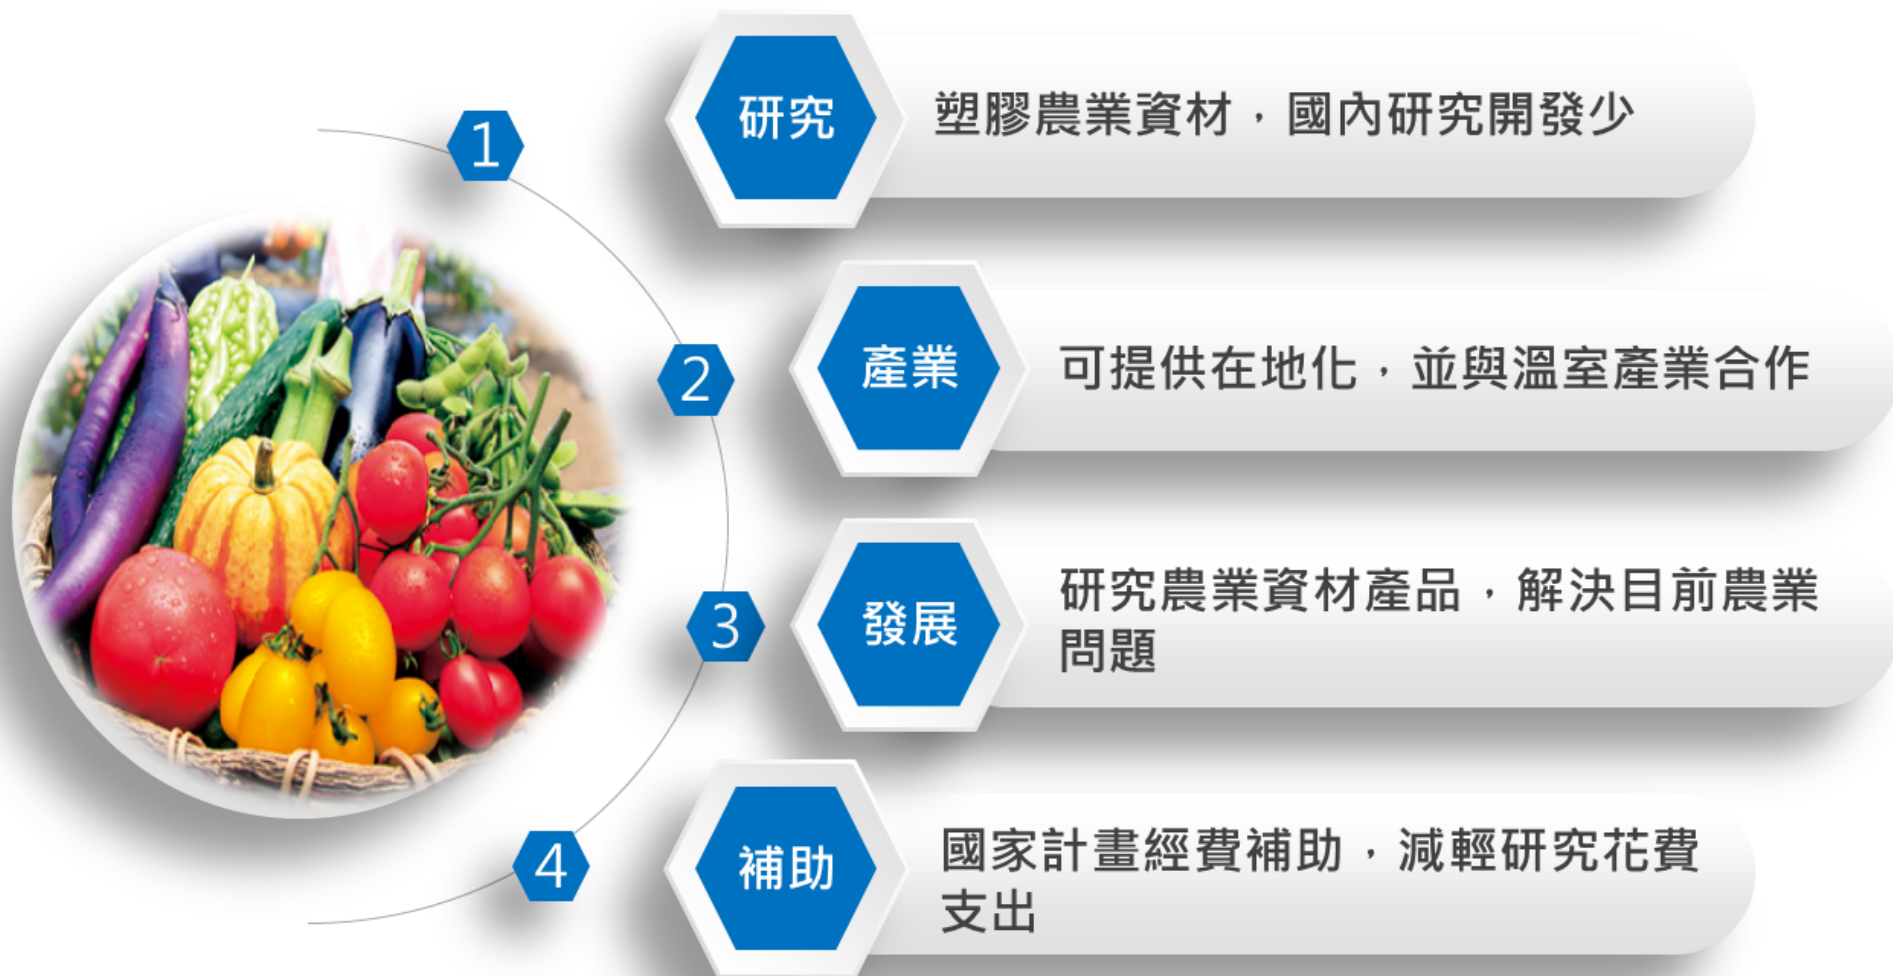 1
研究
塑膠農業資材，國內研究開發少
2
產業
可提供在地化，並與溫室產業合作
3
發展
研究農業資材產品，解決目前農業
問題
4
補助
國家計畫經費補助，減輕研究花費
支出